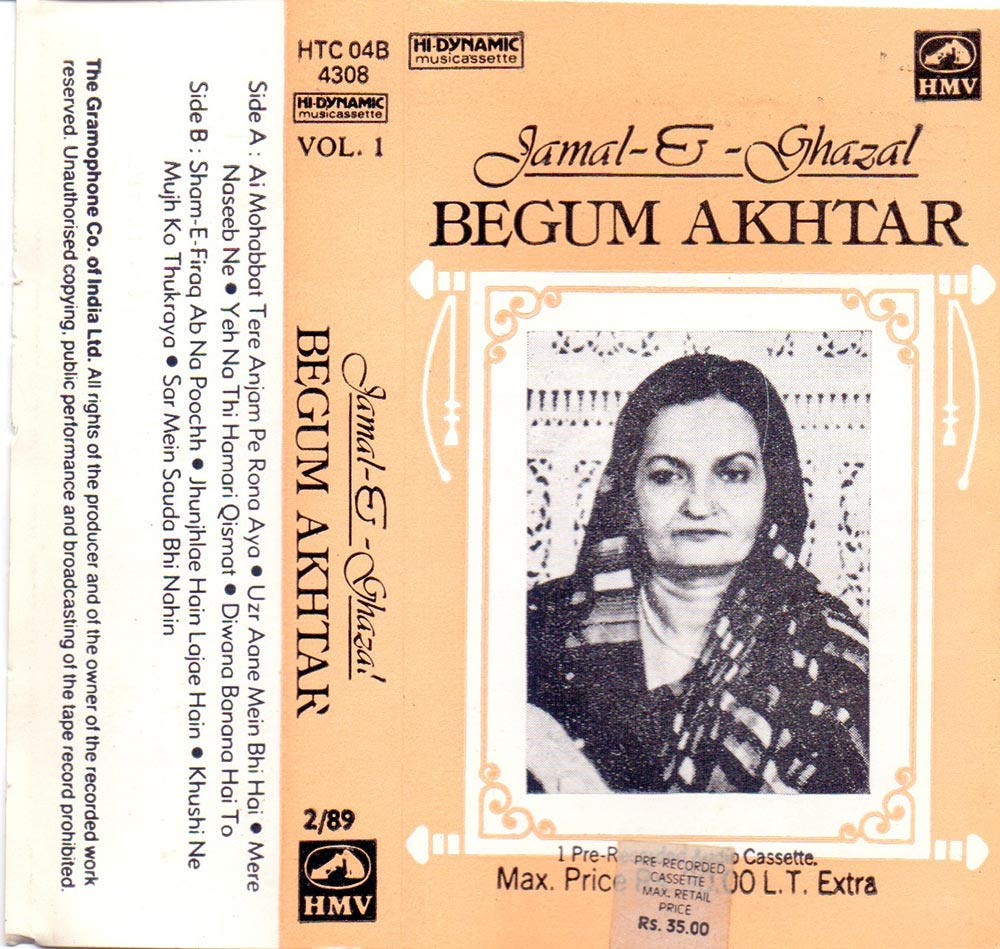 The Gramophone Co. of India Ltd. All rights of the producer and of the owner of the recorded work
reserved. Unauthorised copying, public performance and broadcasting of the tape record prohibited.
Side A : Ai Mohabbat Tere Anjam Pe Rona Aya • Uzr Aane Mein Bhi Hai • Mere
Naseeb Ne • Yeh Na Thi Hamari Qismat • Diwana Banana Hai To
Side B : Sham-E-Firaq Ab Na Poochh • Jhunjhlae Hain Lajae Hain • Khushi Ne
Mujh Ko Thukraya • Sar Mein Sauda Bhi Nahin
HTC 04B
4308
HI-DYNAMIC
musicassette
VOL. 1
Jamal-E-Ghazal
BEGUM AKHTAR
2/89
HMV
HI-DYNAMIC
musicassette
HMV
Jamal-E-Ghazal
BEGUM AKHTAR
1 Pre-R Cassette.
Max. Price .00 L.T. Extra
PRE-RECORDED
CASSETTE
MAX. RETAIL
PRICE
Rs. 35.00